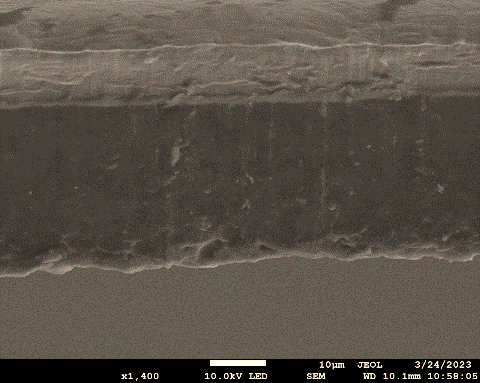 10µm JEOL 3/24/2023
x1,400 10.0kV LED SEM WD 10.1mm 10:58:05